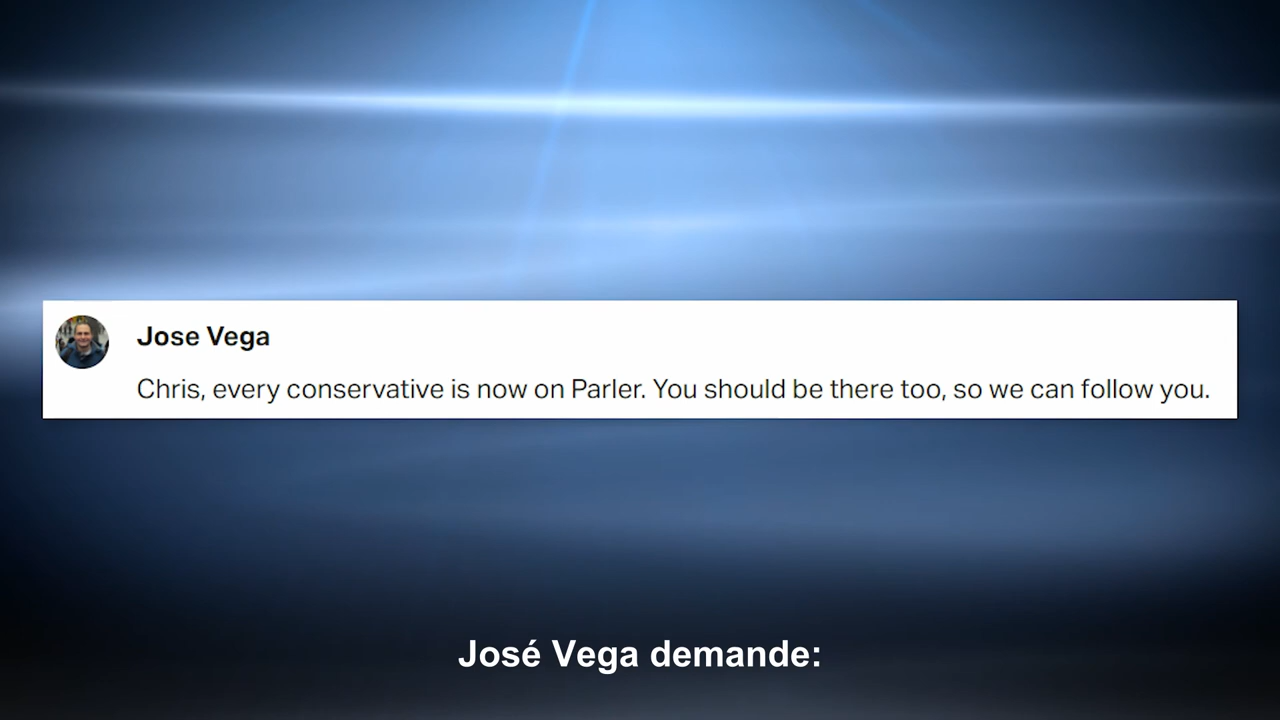 Jose Vega
Chris, every conservative is now on Parler. You should be there too, so we can follow you.
José Vega demande: